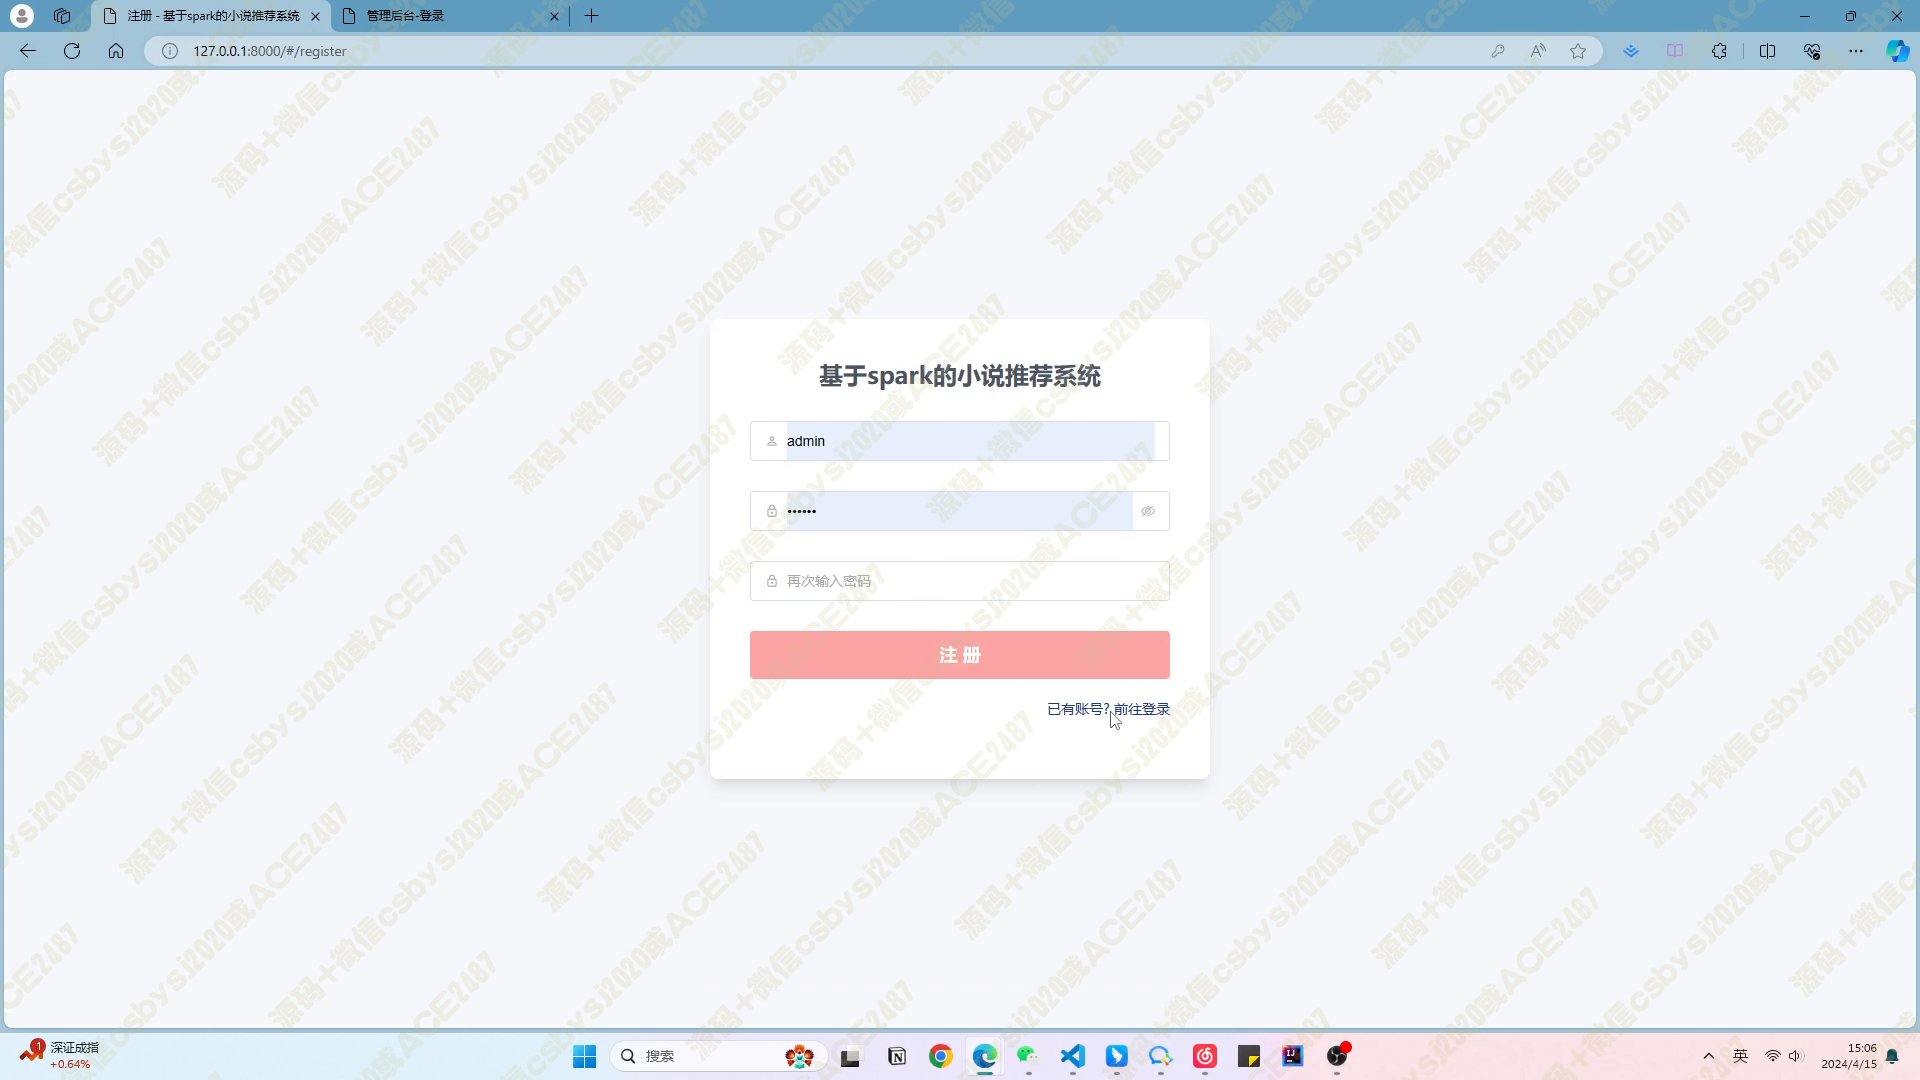 注册 - 基于spark的小说推荐系统
管理后台-登录
127.0.0.1:8000/#/register
基于spark的小说推荐系统
admin
••••••
再次输入密码
注 册
已有账号? 前往登录
源码+微信csbysj2020或ACE2487
1
深证成指
+0.64%
搜索
英
15:06
2024/4/15